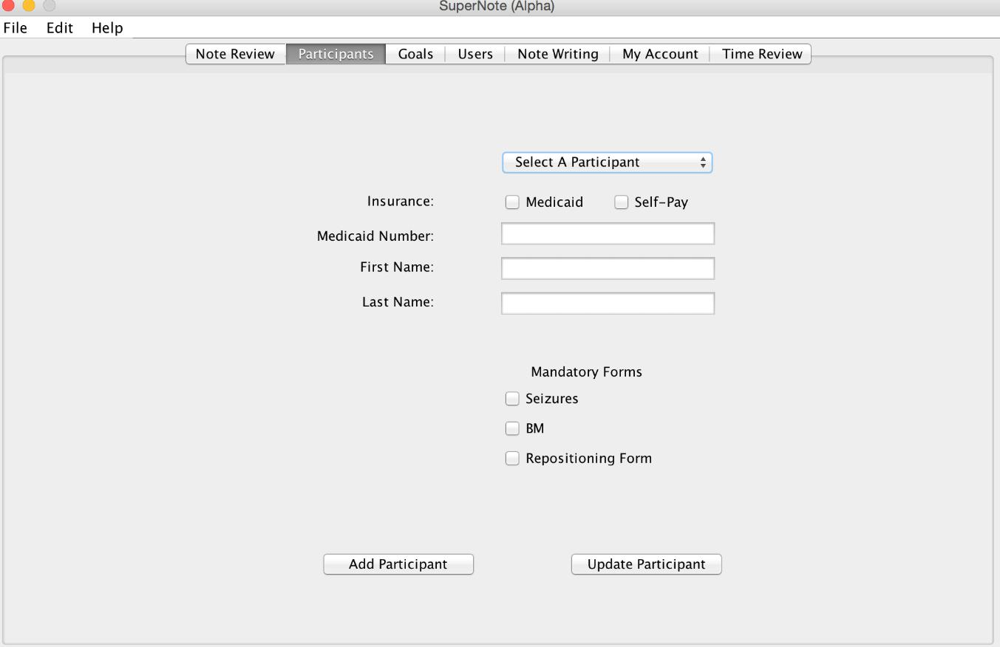 SuperNote (Alpha)
File Edit Help
Note Review Participants Goals Users Note Writing My Account Time Review
Select A Participant
Insurance: Medicaid Self-Pay
Medicaid Number:
First Name:
Last Name:
Mandatory Forms
Seizures
BM
Repositioning Form
Add Participant Update Participant